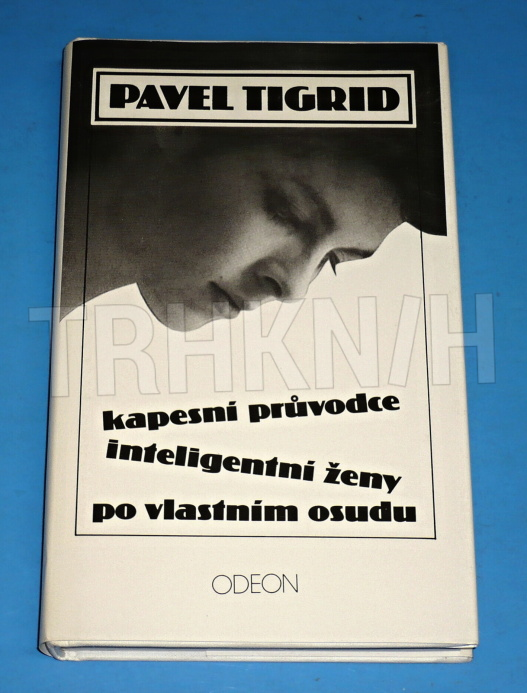 PAVEL TIGRID
TRHKNIH
kapesní průvodce
inteligentní ženy
po vlastním osudu
ODEON